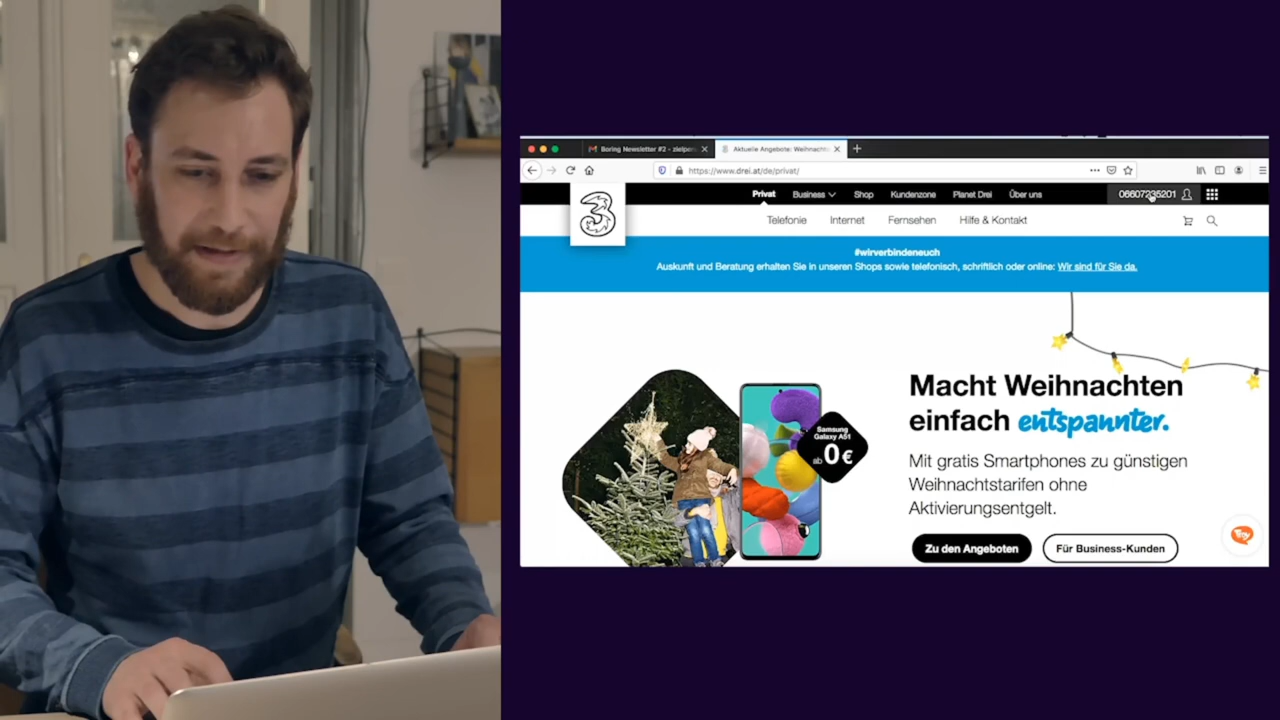 Boring Newsletter #2 - zielper
Aktuelle Angebote: Weihnacht
https://www.drei.at/de/privat/
Privat
Business
Shop
Kundenzone
Planet Drei
Über uns
06607235201
3
Telefonie
Internet
Fernsehen
Hilfe & Kontakt
#wirverbindeneuch
Auskunft und Beratung erhalten Sie in unseren Shops sowie telefonisch, schriftlich oder online: Wir sind für Sie da.
Macht Weihnachten
einfach entspannter.
Samsung
Galaxy A51
ab 0 €
Mit gratis Smartphones zu günstigen
Weihnachtstarifen ohne
Aktivierungsentgelt.
Zu den Angeboten
Für Business-Kunden